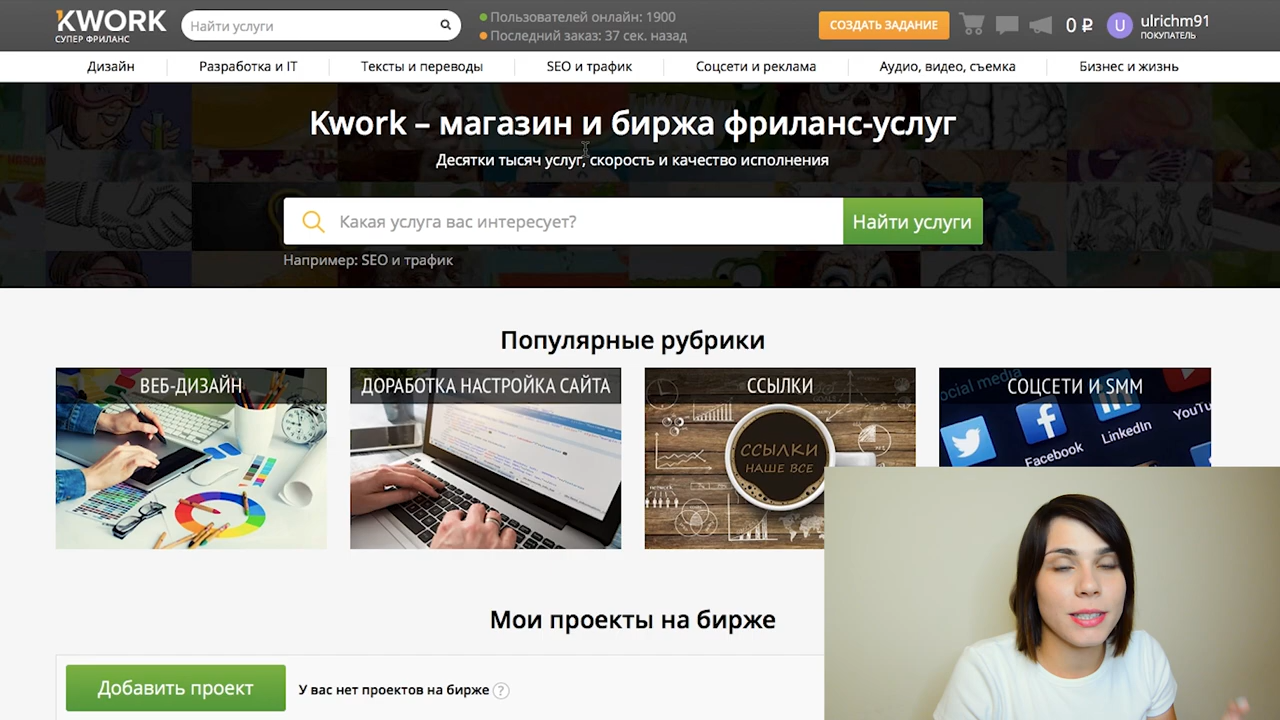 KWORK
СУПЕР ФРИЛАНС
Найти услуги
Пользователей онлайн: 1900
Последний заказ: 37 сек. назад
СОЗДАТЬ ЗАДАНИЕ
0 ₽
U
ulrichm91
ПОКУПАТЕЛЬ
Дизайн
Разработка и IT
Тексты и переводы
SEO и трафик
Соцсети и реклама
Аудио, видео, съемка
Бизнес и жизнь
Kwork – магазин и биржа фриланс-услуг
Десятки тысяч услуг, скорость и качество исполнения
Какая услуга вас интересует?
Найти услуги
Например: SEO и трафик
Популярные рубрики
ВЕБ-ДИЗАЙН
ДОРАБОТКА НАСТРОЙКА САЙТА
ССЫЛКИ
ССЫЛКИ
НАШЕ ВСЕ
СОЦСЕТИ И SMM
social media
Facebook
LinkedIn
YouTu
Мои проекты на бирже
Добавить проект
У вас нет проектов на бирже ?